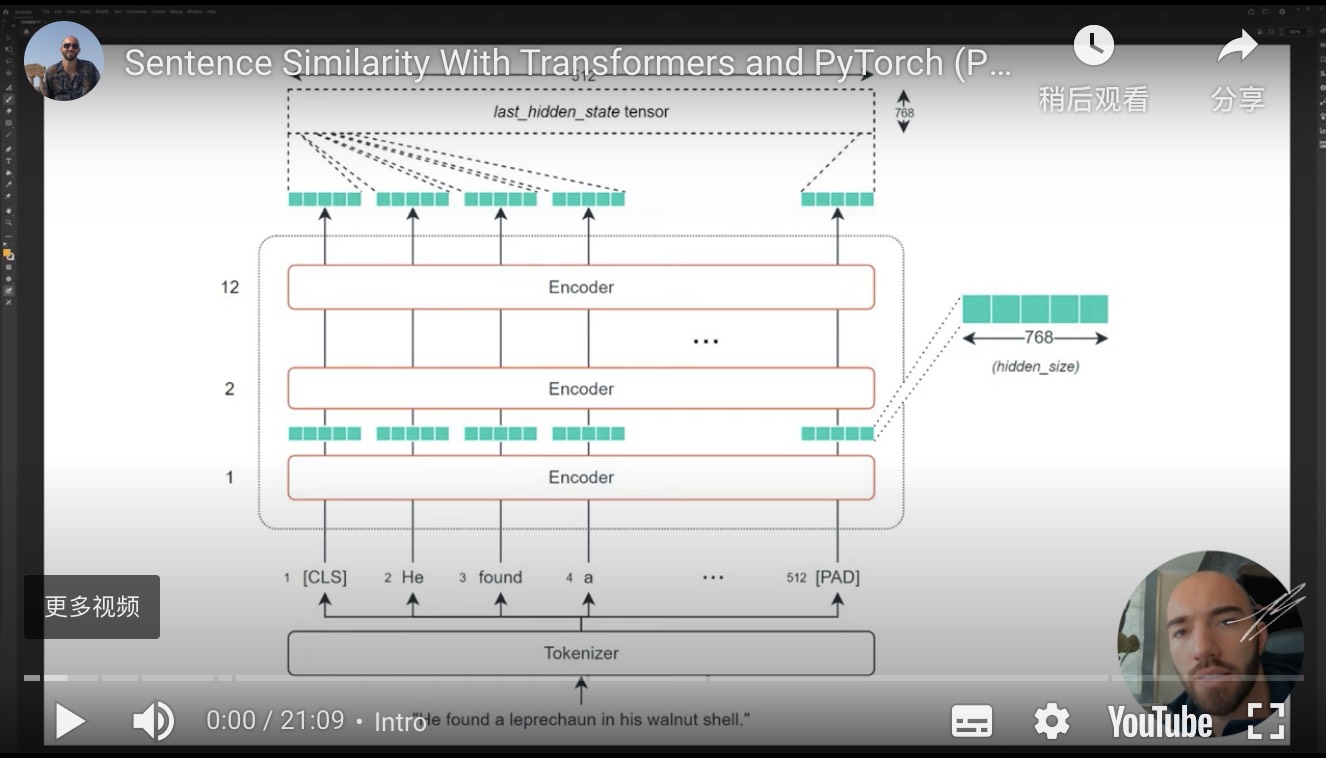 Sentence Similarity With Transformers and PyTorch (P...
稍后观看
分享
512
last_hidden_state tensor
768
12
Encoder
...
768
(hidden_size)
2
Encoder
1
Encoder
1 [CLS] 2 He 3 found 4 a ... 512 [PAD]
更多视频
Tokenizer
"He found a leprechaun in his walnut shell."
0:00 / 21:09 • Intro
YouTube